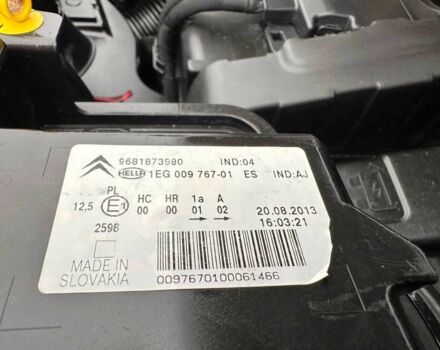 9681873980 IND:04
HELLA 1EG 009 767-01 ES IND:AJ
PL HC HR 1a A
12,5 E1 00 00 01 02 20.08.2013
2598 16:03:21
MADE IN
SLOVAKIA
0097670100061466